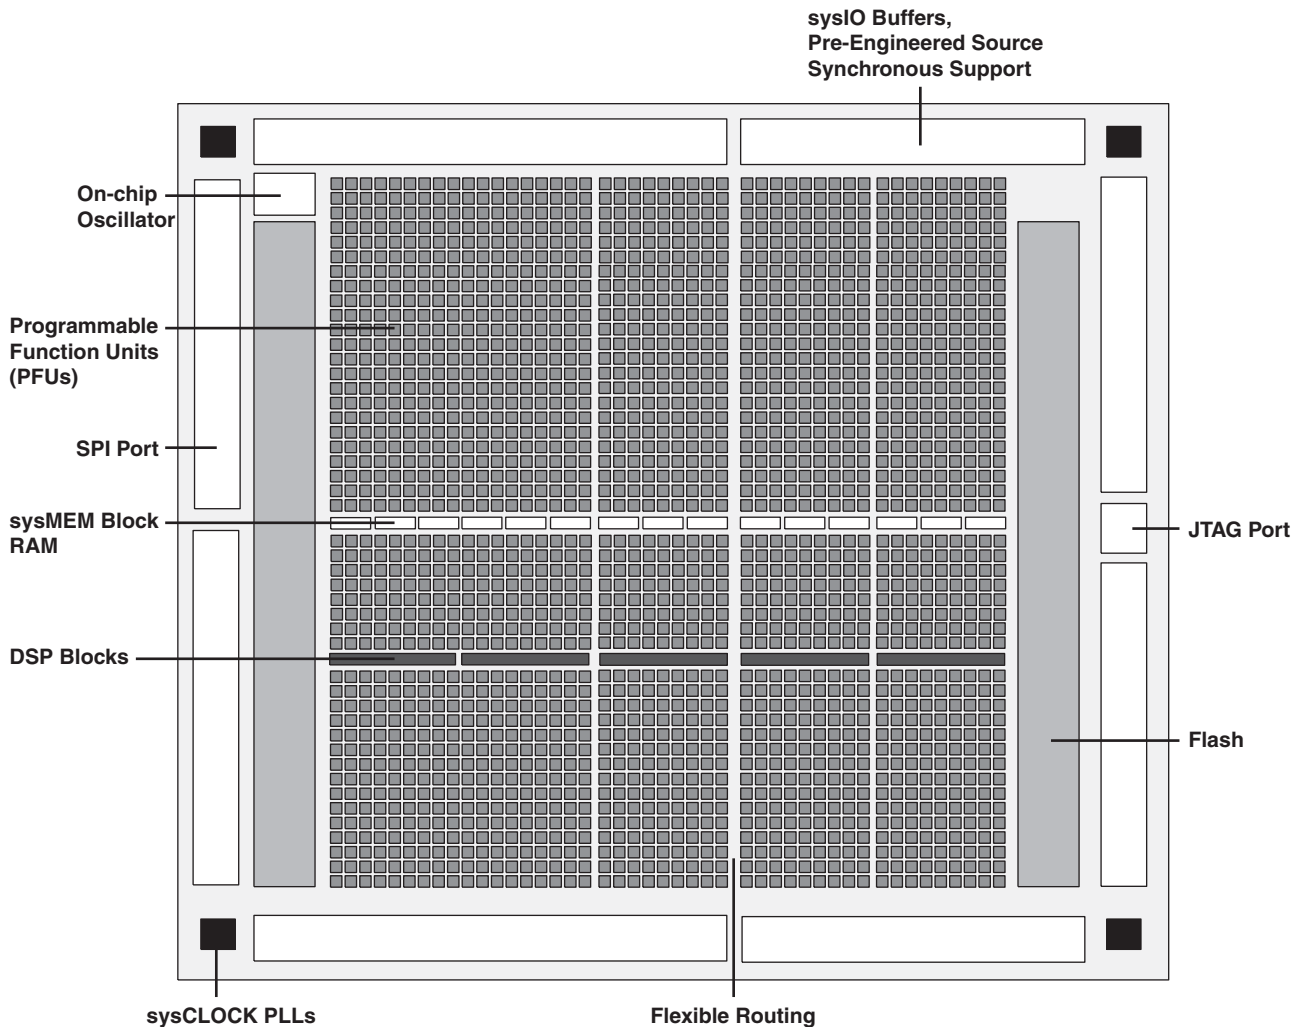 sysIO Buffers,
Pre-Engineered Source
Synchronous Support
On-chip
Oscillator
Programmable
Function Units
(PFUs)
SPI Port
sysMEM Block
RAM
JTAG Port
DSP Blocks
Flash
sysCLOCK PLLs
Flexible Routing